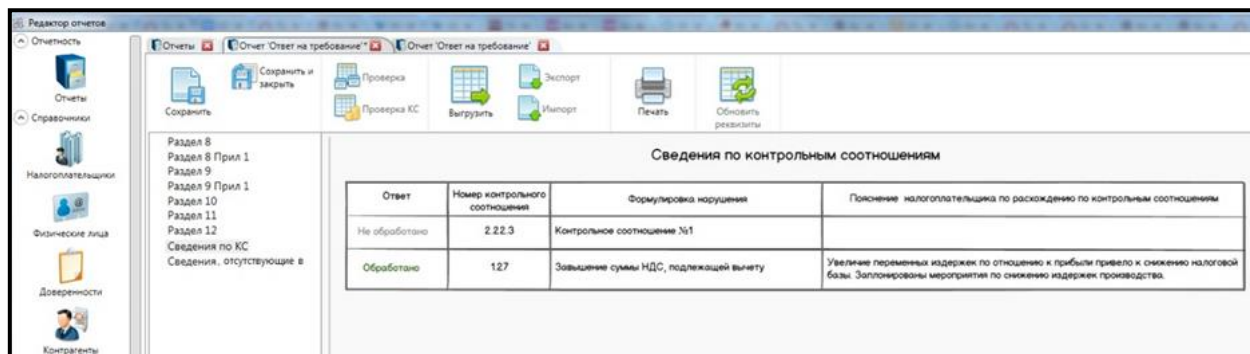 Редактор отчетов
Отчетность
Отчеты
Справочники
Налогоплательщики
Физические лица
Доверенности
Контрагенты
Отчеты
Отчет 'Ответ на требование'*
Отчет 'Ответ на требование'
Сохранить
Сохранить и
закрыть
Проверка
Проверка КС
Выгрузить
Экспорт
Импорт
Печать
Обновить
реквизиты
Раздел 8
Раздел 8 Прил 1
Раздел 9
Раздел 9 Прил 1
Раздел 10
Раздел 11
Раздел 12
Сведения по КС
Сведения, отсутствующие в
Сведения по контрольным соотношениям
Ответ
Номер контрольного
соотношения
Формулировка нарушения
Пояснение налогоплательщика по расхождению по контрольным соотношениям
Не обработано
2.22.3
Контрольное соотношение №1
Обработано
1.27
Завышение суммы НДС, подлежащей вычету
Увеличие переменных издержек по отношению к прибыли привело к снижению налоговой
базы. Заплонированы мероприятия по снижению издержек производства.